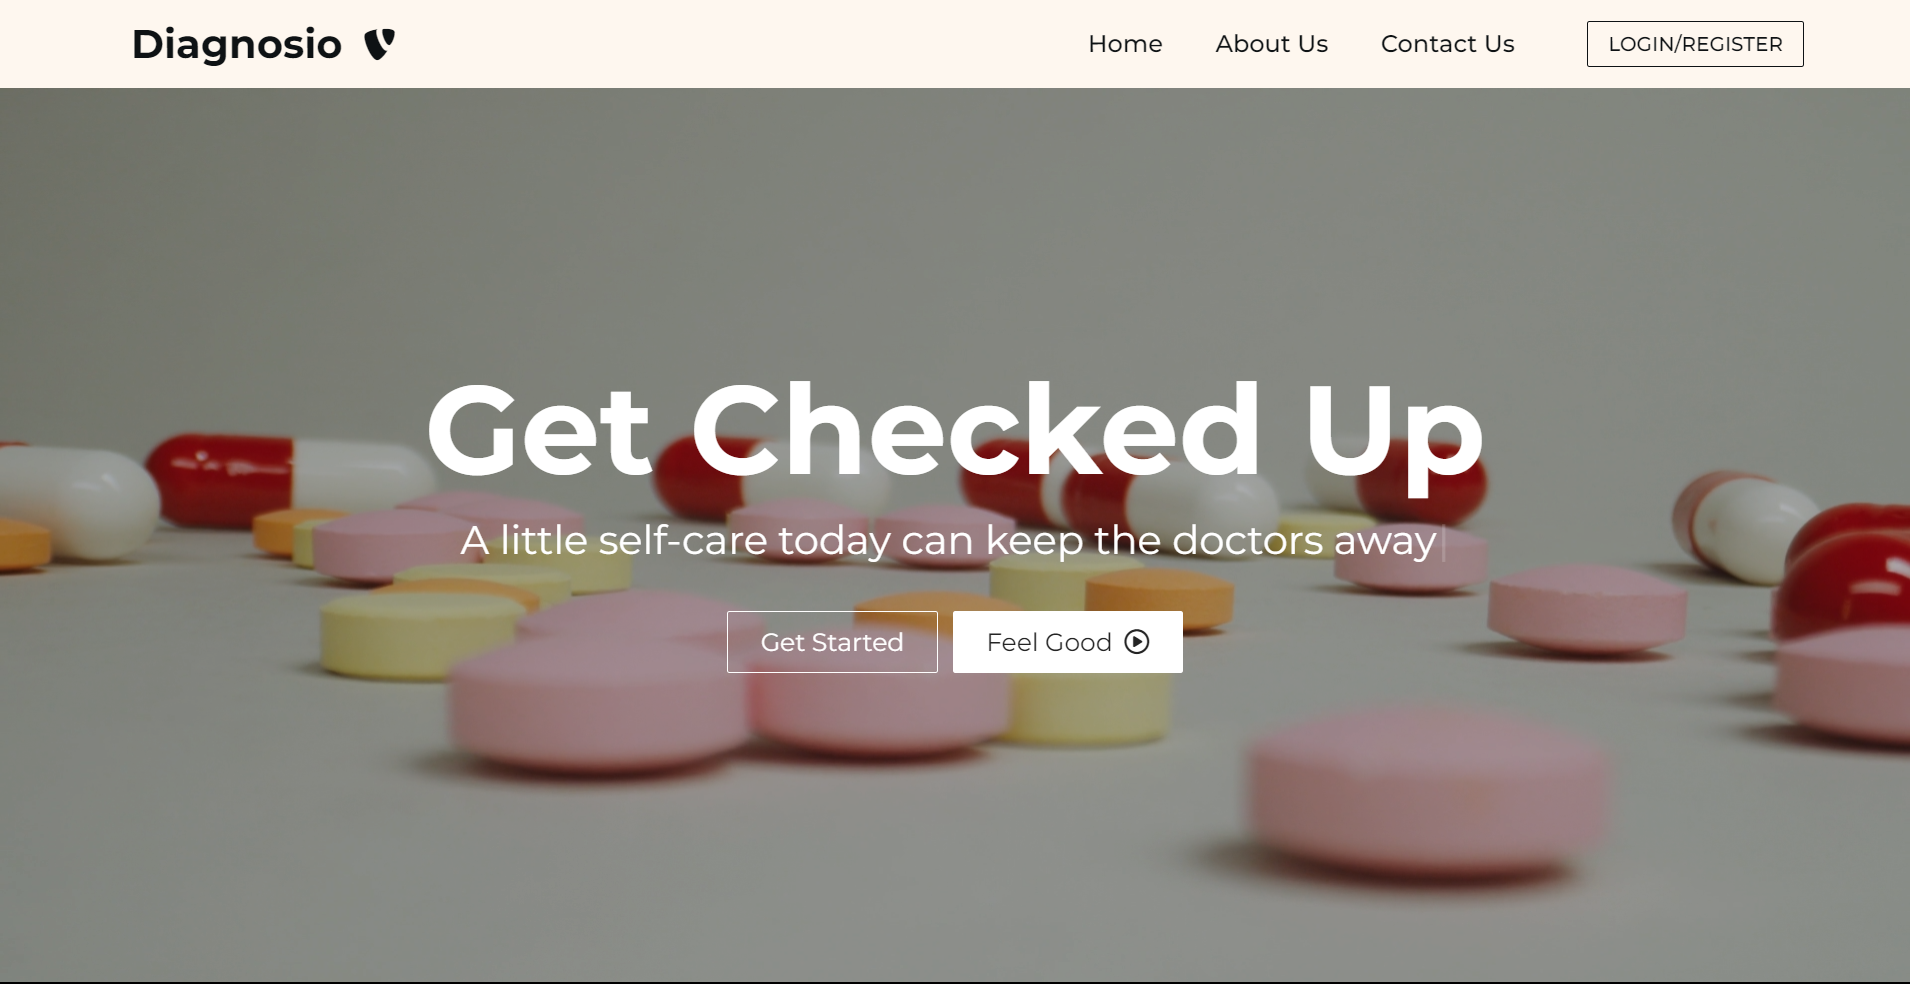 Diagnosio
Home About Us Contact Us LOGIN/REGISTER
Get Checked Up
A little self-care today can keep the doctors away
Get Started Feel Good